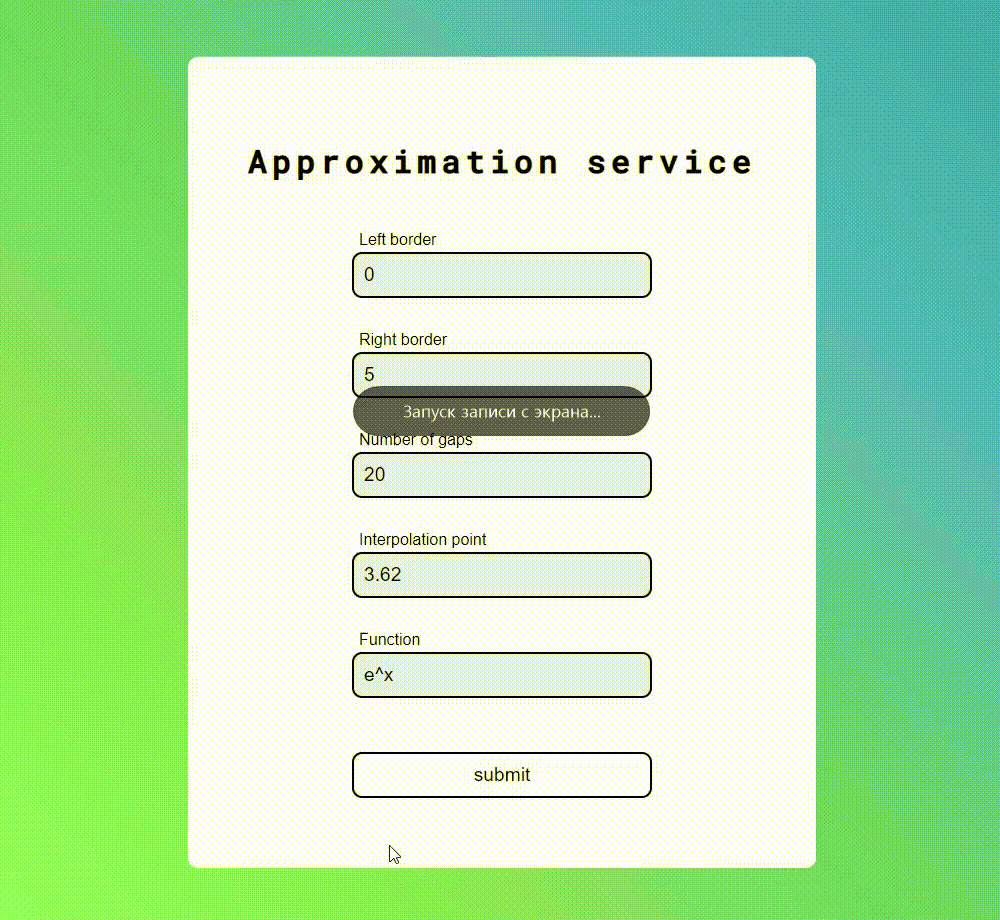 Approximation service
Left border
0
Right border
5
Запуск записи с экрана...
Number of gaps
20
Interpolation point
3.62
Function
e^x
submit